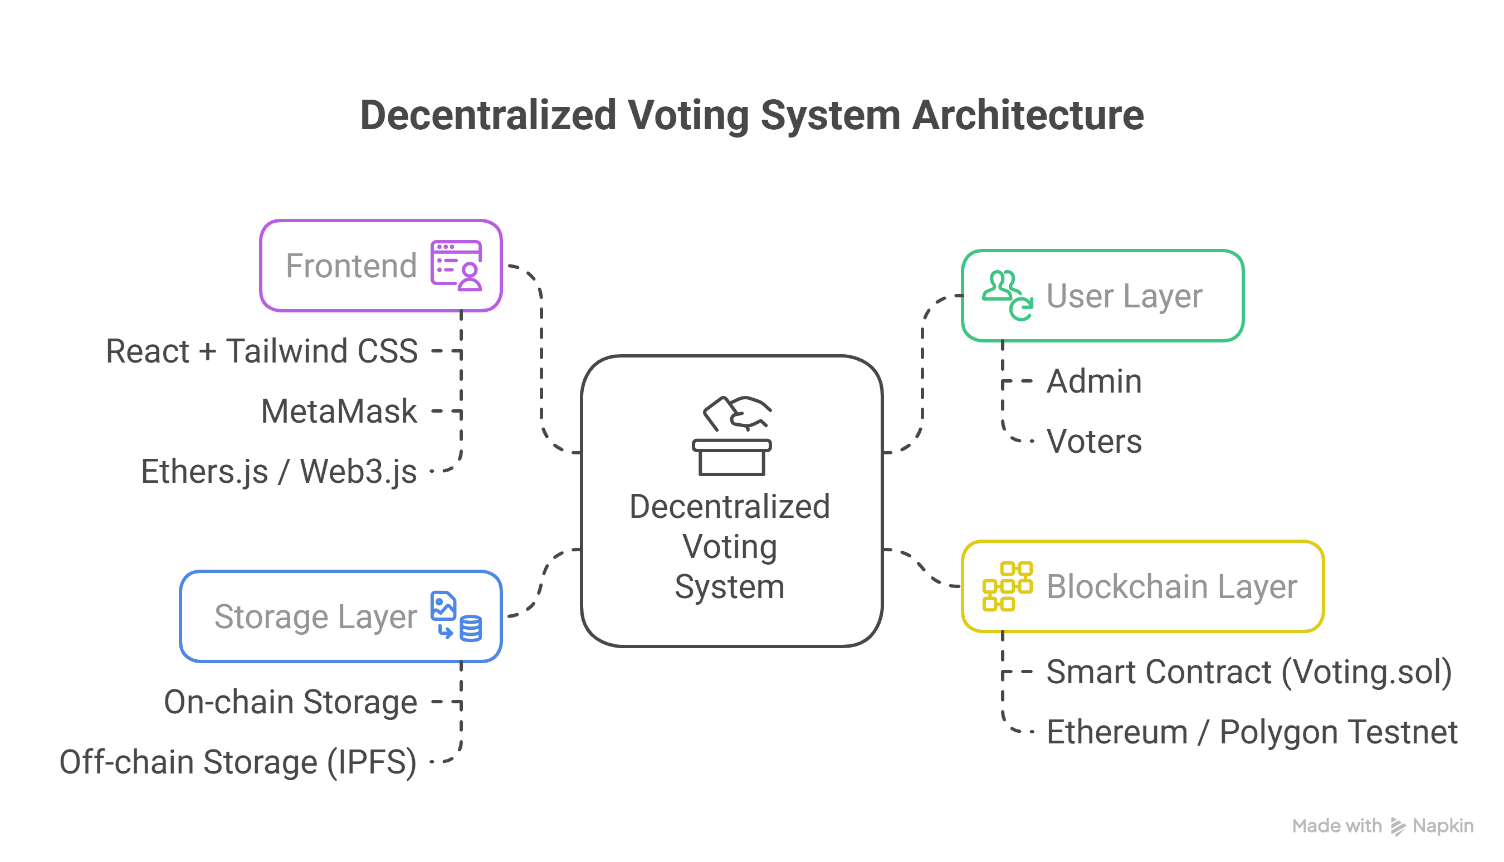 Decentralized Voting System Architecture
Frontend
React + Tailwind CSS
MetaMask
Ethers.js / Web3.js
Storage Layer
On-chain Storage
Off-chain Storage (IPFS)
Decentralized
Voting
System
User Layer
Admin
Voters
Blockchain Layer
Smart Contract (Voting.sol)
Ethereum / Polygon Testnet
Made with Napkin